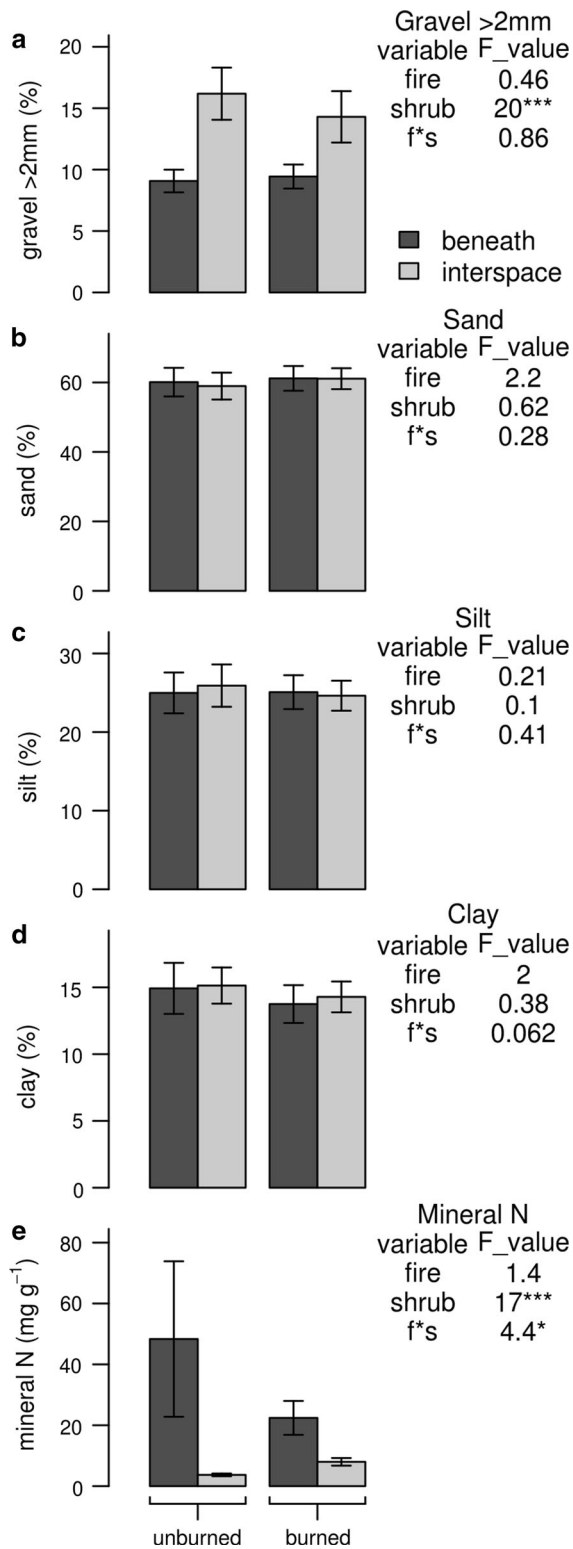 a
Gravel >2mm
variable F_value
fire 0.46
shrub 20***
f*s 0.86
beneath
interspace
gravel >2mm (%)
20
15
10
5
0
b
Sand
variable F_value
fire 2.2
shrub 0.62
f*s 0.28
sand (%)
60
40
20
0
c
Silt
variable F_value
fire 0.21
shrub 0.1
f*s 0.41
silt (%)
30
20
10
0
d
Clay
variable F_value
fire 2
shrub 0.38
f*s 0.062
clay (%)
15
10
5
0
e
Mineral N
variable F_value
fire 1.4
shrub 17***
f*s 4.4*
mineral N (mg g⁻¹)
80
60
40
20
0
unburned burned